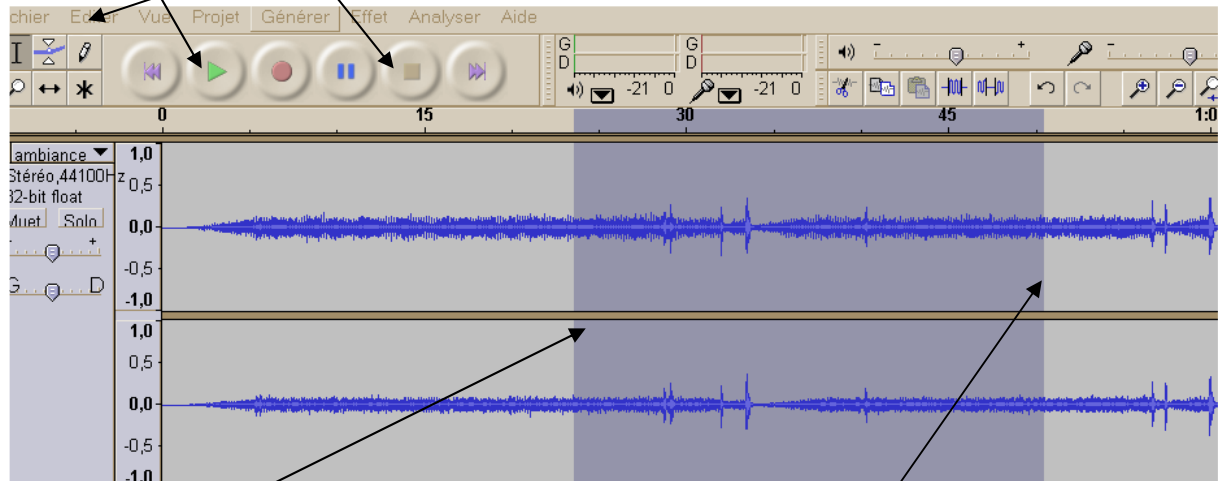 chier Editer Vue Projet Générer Effet Analyser Aide
G
D
G
D
- +
-
-21 0
-21 0
0 15 30 45 1:0
ambiance
Stéréo,44100Hz
32-bit float
Muet Solo
- +
G D
1,0
0,5
0,0
-0,5
-1,0
1,0
0,5
0,0
-0,5
-1,0